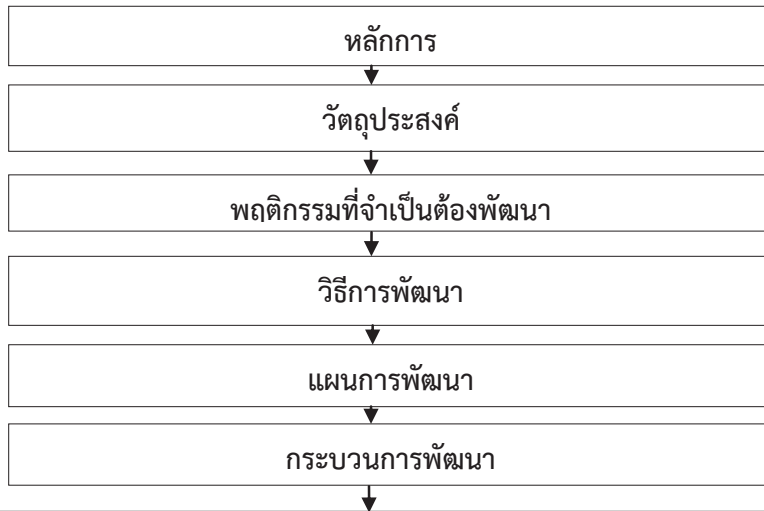 หลักการ
วัตถุประสงค์
พฤติกรรมที่จำเป็นต้องพัฒนา
วิธีการพัฒนา
แผนการพัฒนา
กระบวนการพัฒนา